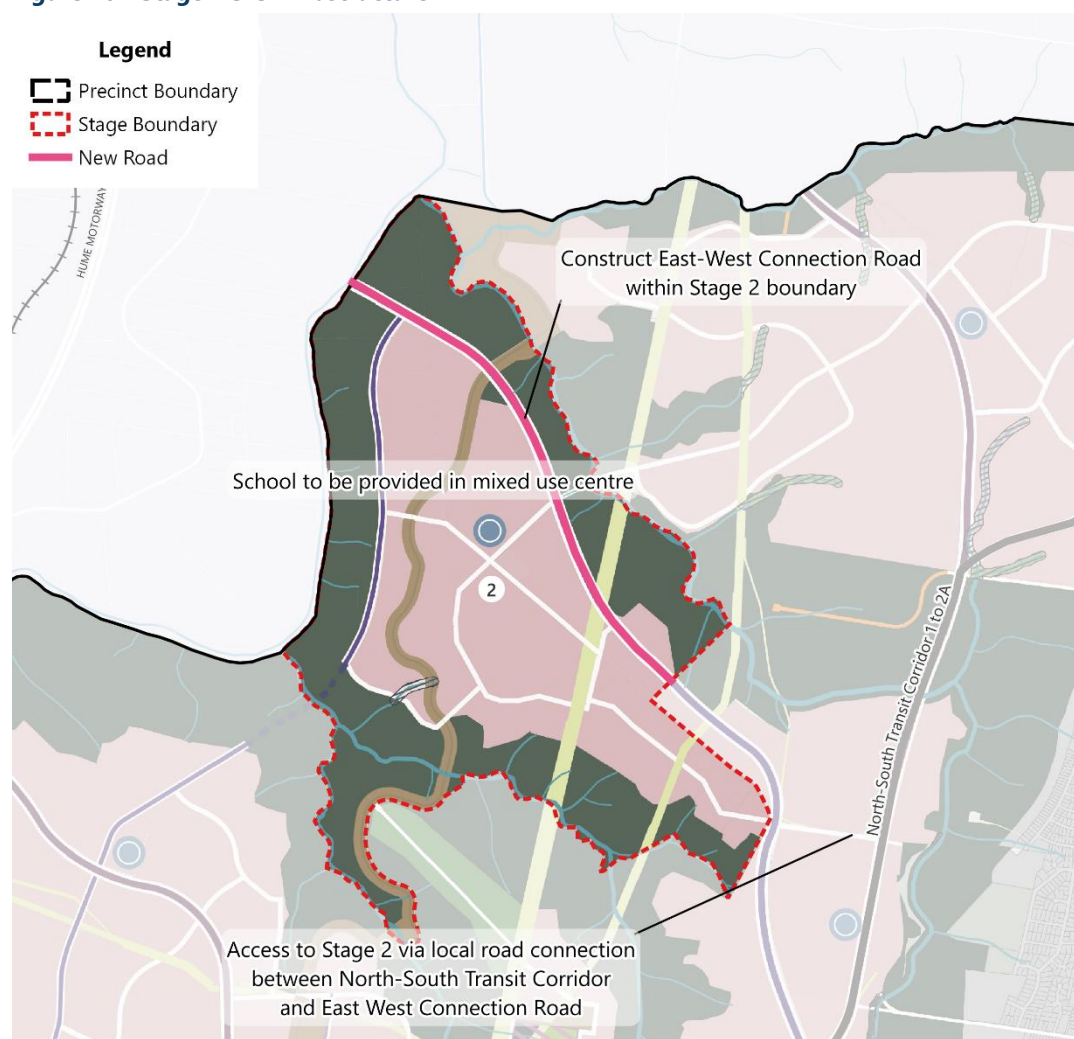 Legend
Precinct Boundary
Stage Boundary
New Road
HUME MOTORWAY
Construct East-West Connection Road
within Stage 2 boundary
School to be provided in mixed use centre
2
North-South Transit Corridor 1 to 2A
Access to Stage 2 via local road connection
between North-South Transit Corridor
and East West Connection Road